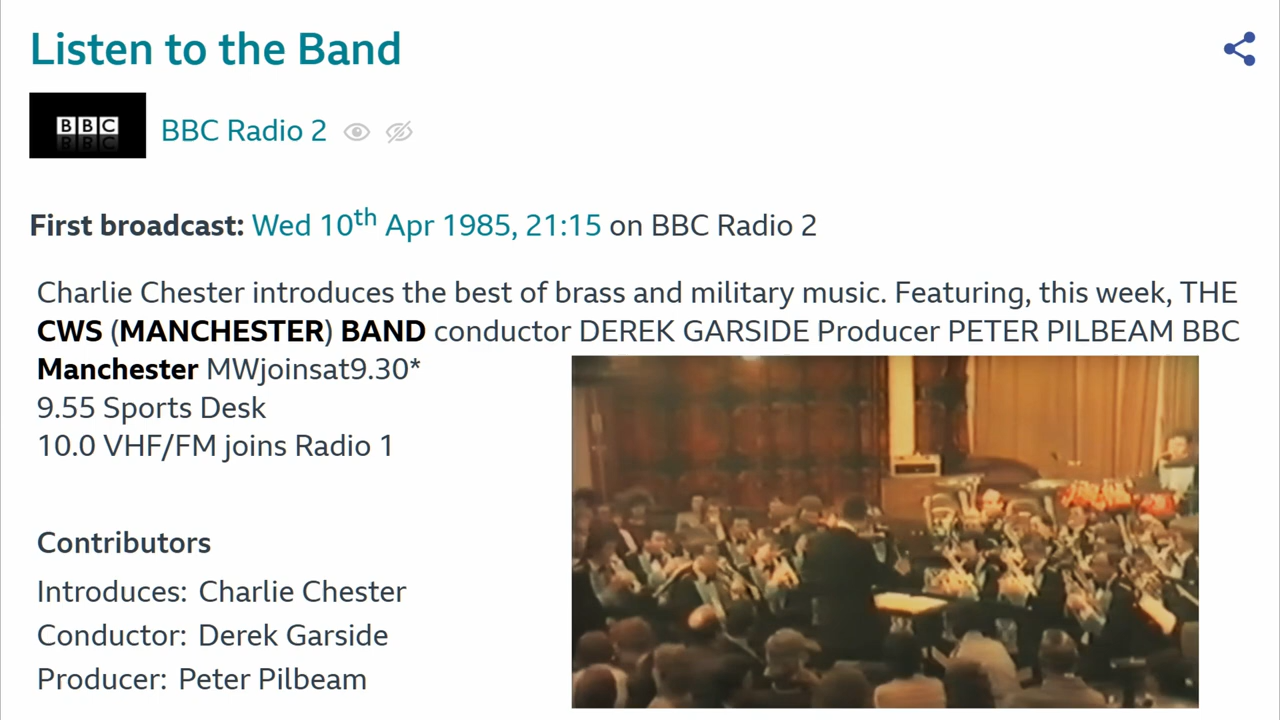 Listen to the Band
BBC
BBC Radio 2
First broadcast: Wed 10th Apr 1985, 21:15 on BBC Radio 2
Charlie Chester introduces the best of brass and military music. Featuring, this week, THE
CWS (MANCHESTER) BAND conductor DEREK GARSIDE Producer PETER PILBEAM BBC
Manchester MWjoinsat9.30*
9.55 Sports Desk
10.0 VHF/FM joins Radio 1
Contributors
Introduces: Charlie Chester
Conductor: Derek Garside
Producer: Peter Pilbeam